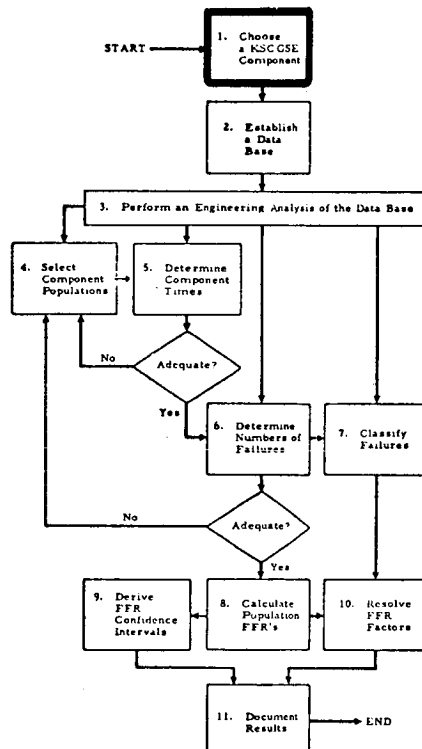 START
1. Choose
a KSC GSE
Component
2. Establish
a Data
Base
3. Perform an Engineering Analysis of the Data Base
4. Select
Component
Populations
5. Determine
Component
Times
No
Adequate?
Yes
6. Determine
Numbers of
Failures
7. Classify
Failures
No
Adequate?
Yes
9. Derive
FFR
Confidence
Intervals
8. Calculate
Population
FFR's
10. Resolve
FFR
Factors
11. Document
Results
END